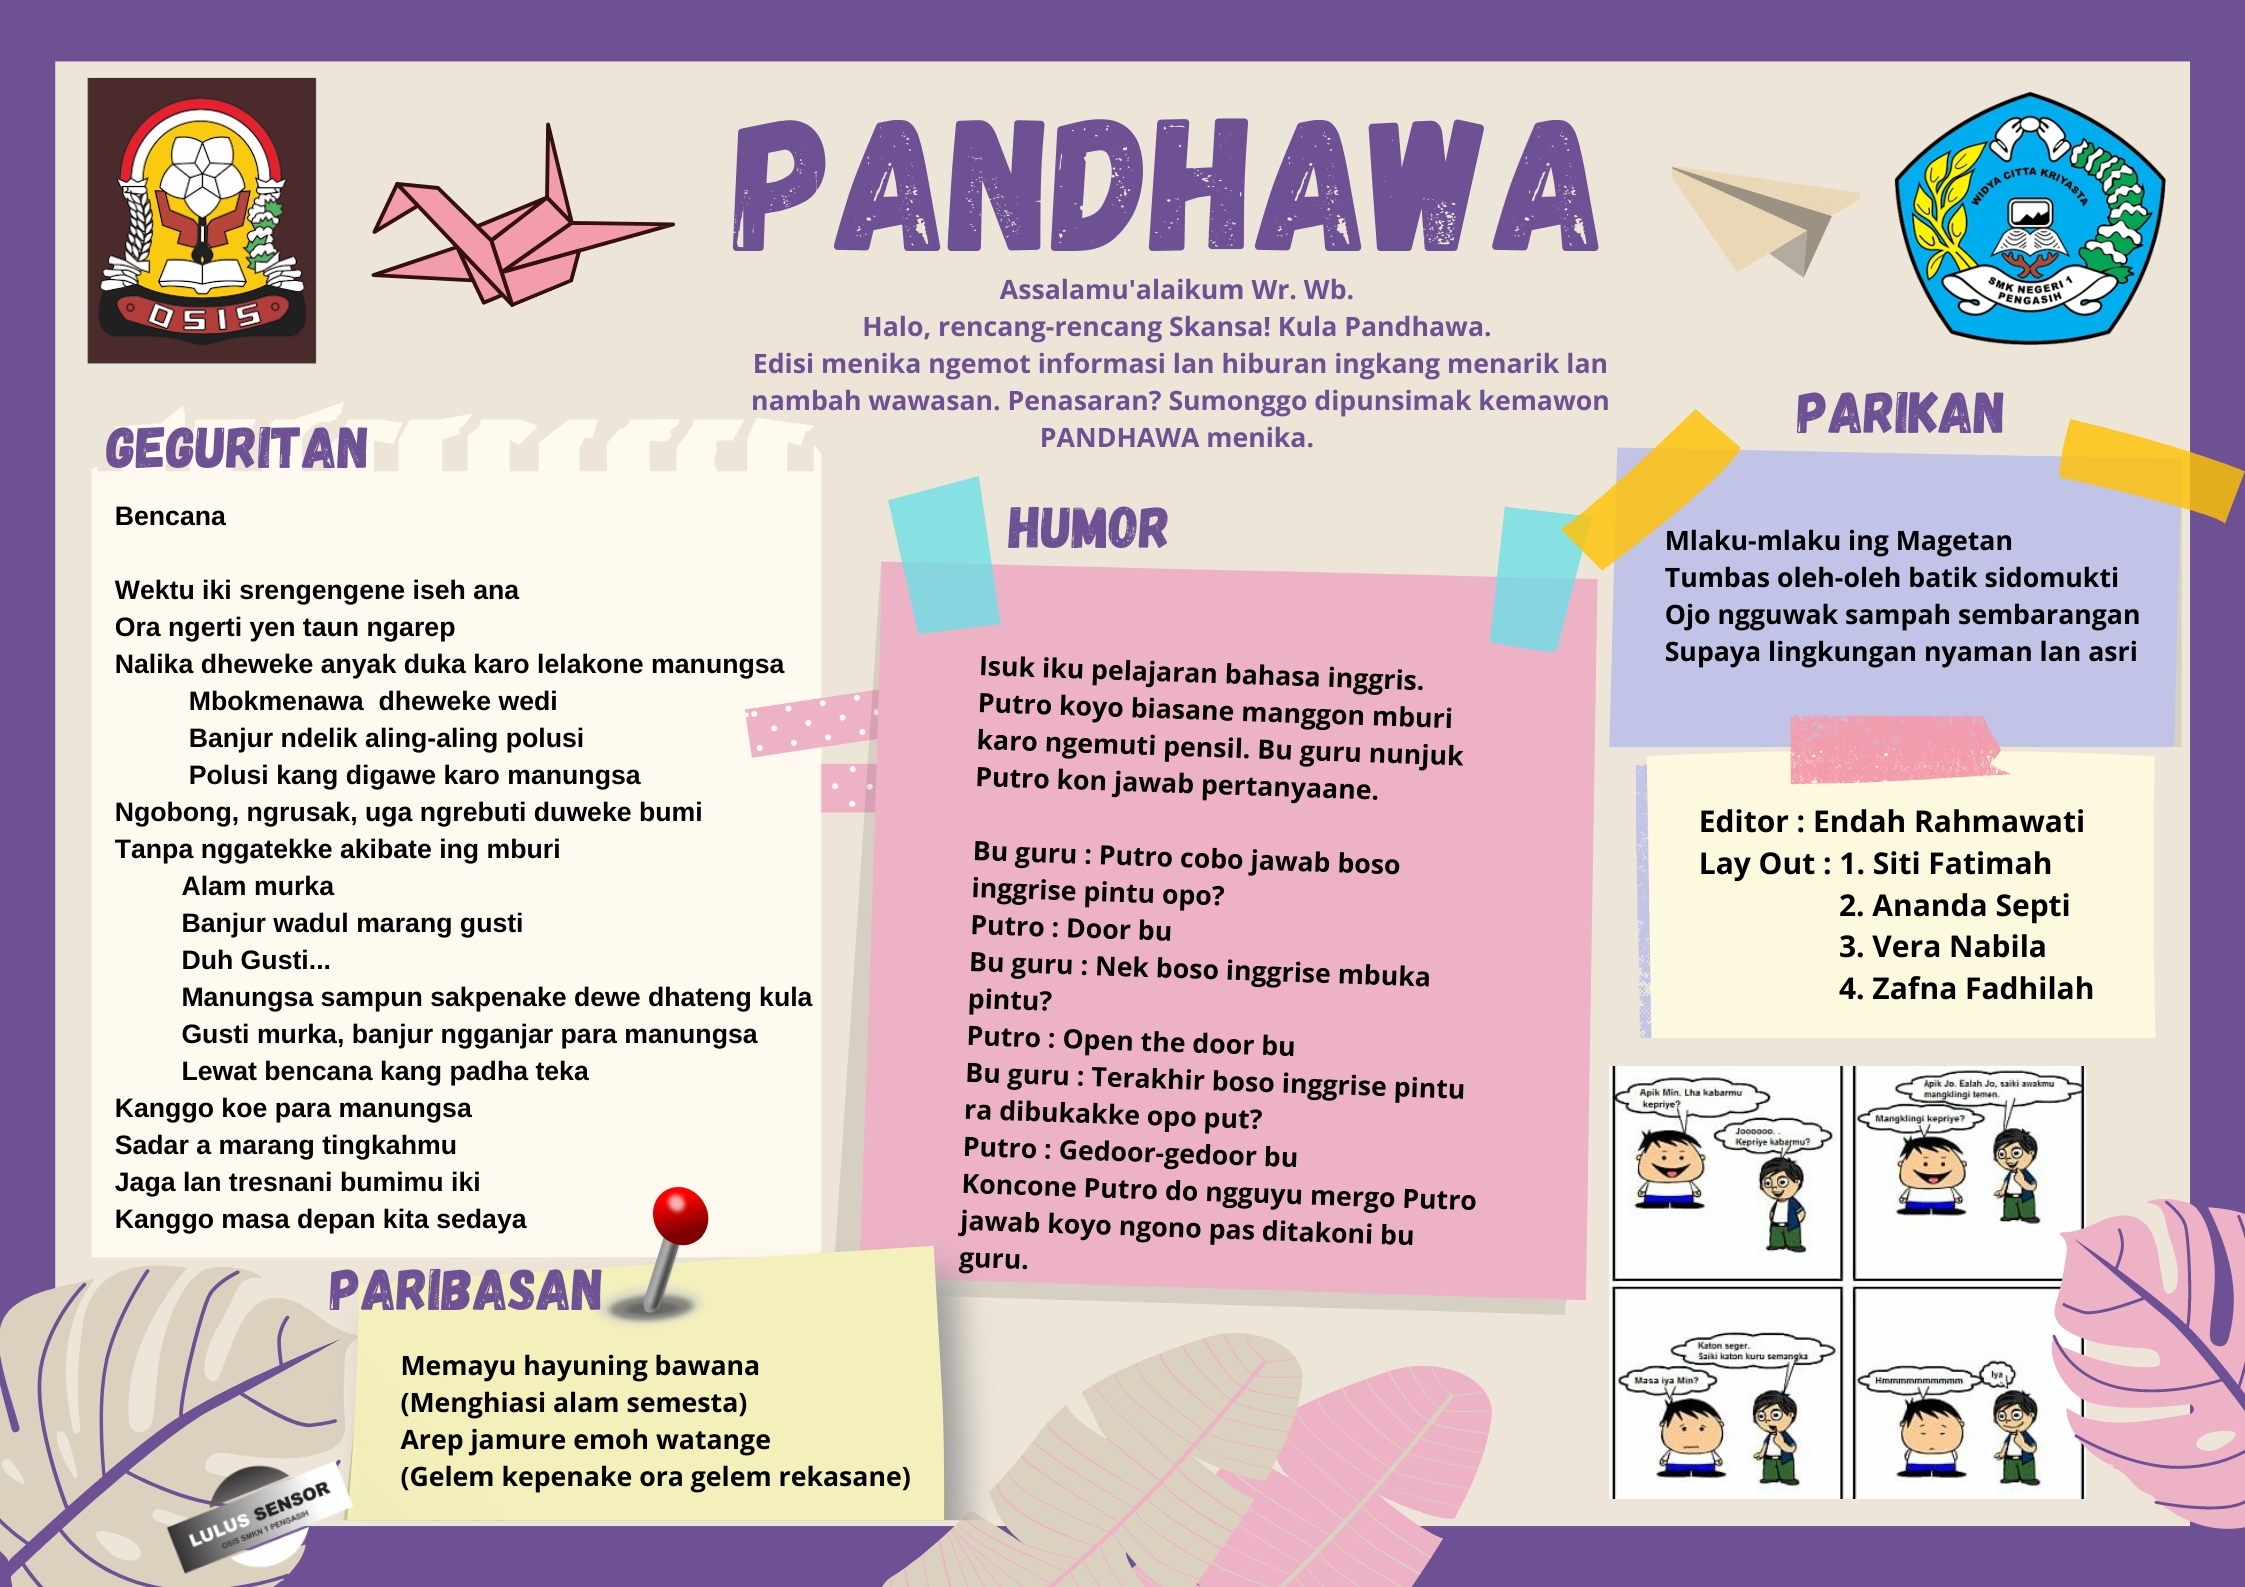 OSIS
PANDHAWA
WIDYA CITTA KRIYASTA
SMK NEGERI 1
PENGASIH
Assalamu'alaikum Wr. Wb.
Halo, rencang-rencang Skansa! Kula Pandhawa.
Edisi menika ngemot informasi lan hiburan ingkang menarik lan
nambah wawasan. Penasaran? Sumonggo dipunsimak kemawon
PANDHAWA menika.
GEGURITAN
Bencana
Wektu iki srengengene iseh ana
Ora ngerti yen taun ngarep
Nalika dheweke anyak duka karo lelakone manungsa
Mbokmenawa  dheweke wedi
Banjur ndelik aling-aling polusi
Polusi kang digawe karo manungsa
Ngobong, ngrusak, uga ngrebuti duweke bumi
Tanpa nggatekke akibate ing mburi
Alam murka
Banjur wadul marang gusti
Duh Gusti...
Manungsa sampun sakpenake dewe dhateng kula
Gusti murka, banjur ngganjar para manungsa
Lewat bencana kang padha teka
Kanggo koe para manungsa
Sadar a marang tingkahmu
Jaga lan tresnani bumimu iki
Kanggo masa depan kita sedaya
PARIBASAN
Memayu hayuning bawana
(Menghiasi alam semesta)
Arep jamure emoh watange
(Gelem kepenake ora gelem rekasane)
LULUS SENSOR
OSIS SMKN 1 PENGASIH
HUMOR
Isuk iku pelajaran bahasa inggris.
Putro koyo biasane manggon mburi
karo ngemuti pensil. Bu guru nunjuk
Putro kon jawab pertanyaane.
Bu guru : Putro cobo jawab boso
inggrise pintu opo?
Putro : Door bu
Bu guru : Nek boso inggrise mbuka
pintu?
Putro : Open the door bu
Bu guru : Terakhir boso inggrise pintu
ra dibukakke opo put?
Putro : Gedoor-gedoor bu
Koncone Putro do ngguyu mergo Putro
jawab koyo ngono pas ditakoni bu
guru.
PARIKAN
Mlaku-mlaku ing Magetan
Tumbas oleh-oleh batik sidomukti
Ojo ngguwak sampah sembarangan
Supaya lingkungan nyaman lan asri
Editor : Endah Rahmawati
Lay Out : 1. Siti Fatimah
2. Ananda Septi
3. Vera Nabila
4. Zafna Fadhilah
Apik Min. Lha kabarmu
kepriye?
Joooooo. .
Kepriye kabarmu?
Apik Jo. Ealah Jo, saiki awakmu
mangklingi temen.
Mangklingi kepriye?
Katon seger.
Saiki katon kuru semangka
Masa iya Min?
Hmmmmmmmmmm
Iya